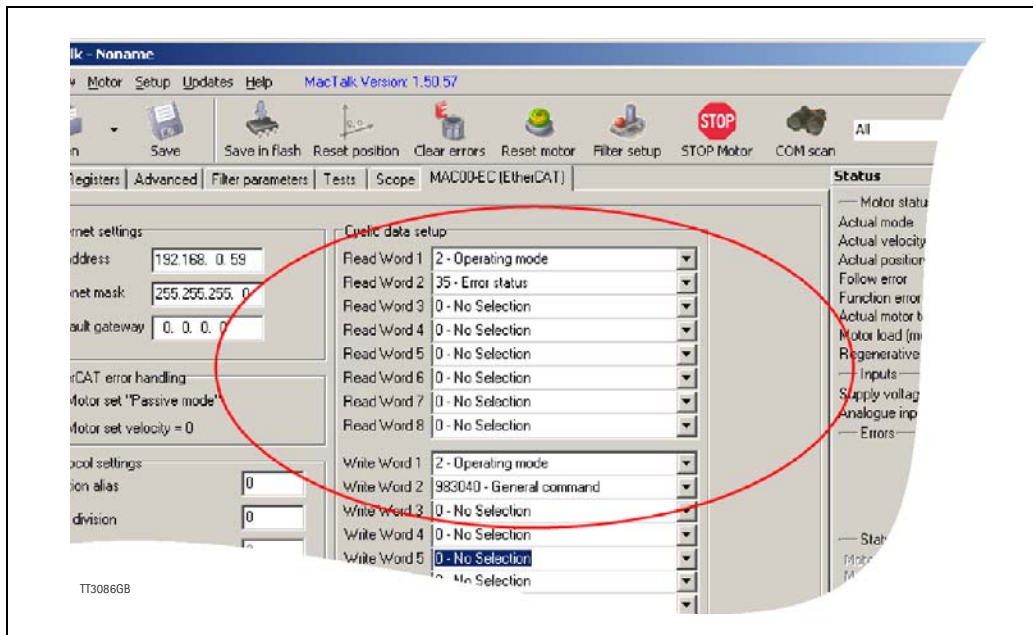 lk - Noname
Motor Setup Updates Help MacTalk Version: 1.50.57
Save Save in flash Reset position Clear errors Reset motor Filter setup STOP Motor COM scan
STOP
All
Registers Advanced Filter parameters Tests Scope MAC00-EC (EtherCAT)
Status
Motor statu
Actual mode
Actual velocity
Actual position
Follow error
Function error
Actual motor t
Motor load (m
Regenerative
Inputs
Supply voltag
Analogue inp
Errors
Stat
rnet settings
ddress 192.168. 0. 59
net mask 255.255.255. 0
ault gateway 0. 0. 0. 0
erCAT error handling
Motor set "Passive mode"
Motor set velocity = 0
ocol settings
ion alias 0
division 0
Cyclic data setup
Read Word 1 2 - Operating mode
Read Word 2 35 - Error status
Read Word 3 0 - No Selection
Read Word 4 0 - No Selection
Read Word 5 0 - No Selection
Read Word 6 0 - No Selection
Read Word 7 0 - No Selection
Read Word 8 0 - No Selection
Write Word 1 2 - Operating mode
Write Word 2 983040 - General command
Write Word 3 0 - No Selection
Write Word 4 0 - No Selection
Write Word 5 0 - No Selection
No Selection
TT3086GB